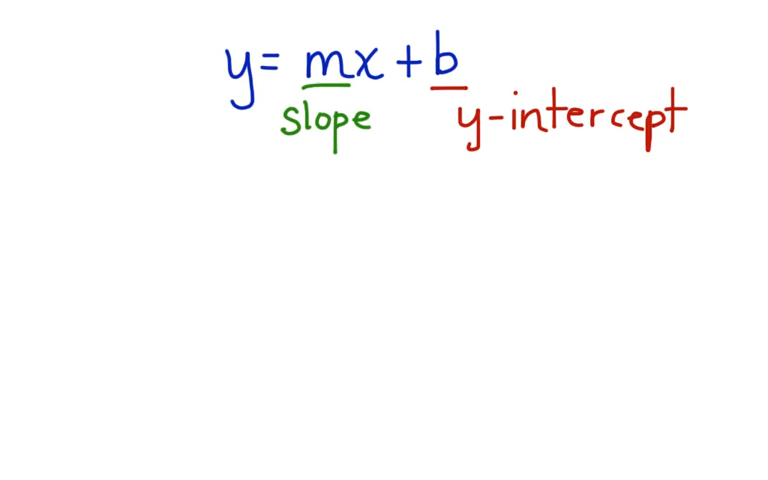 y = mx + b
slope y-intercept